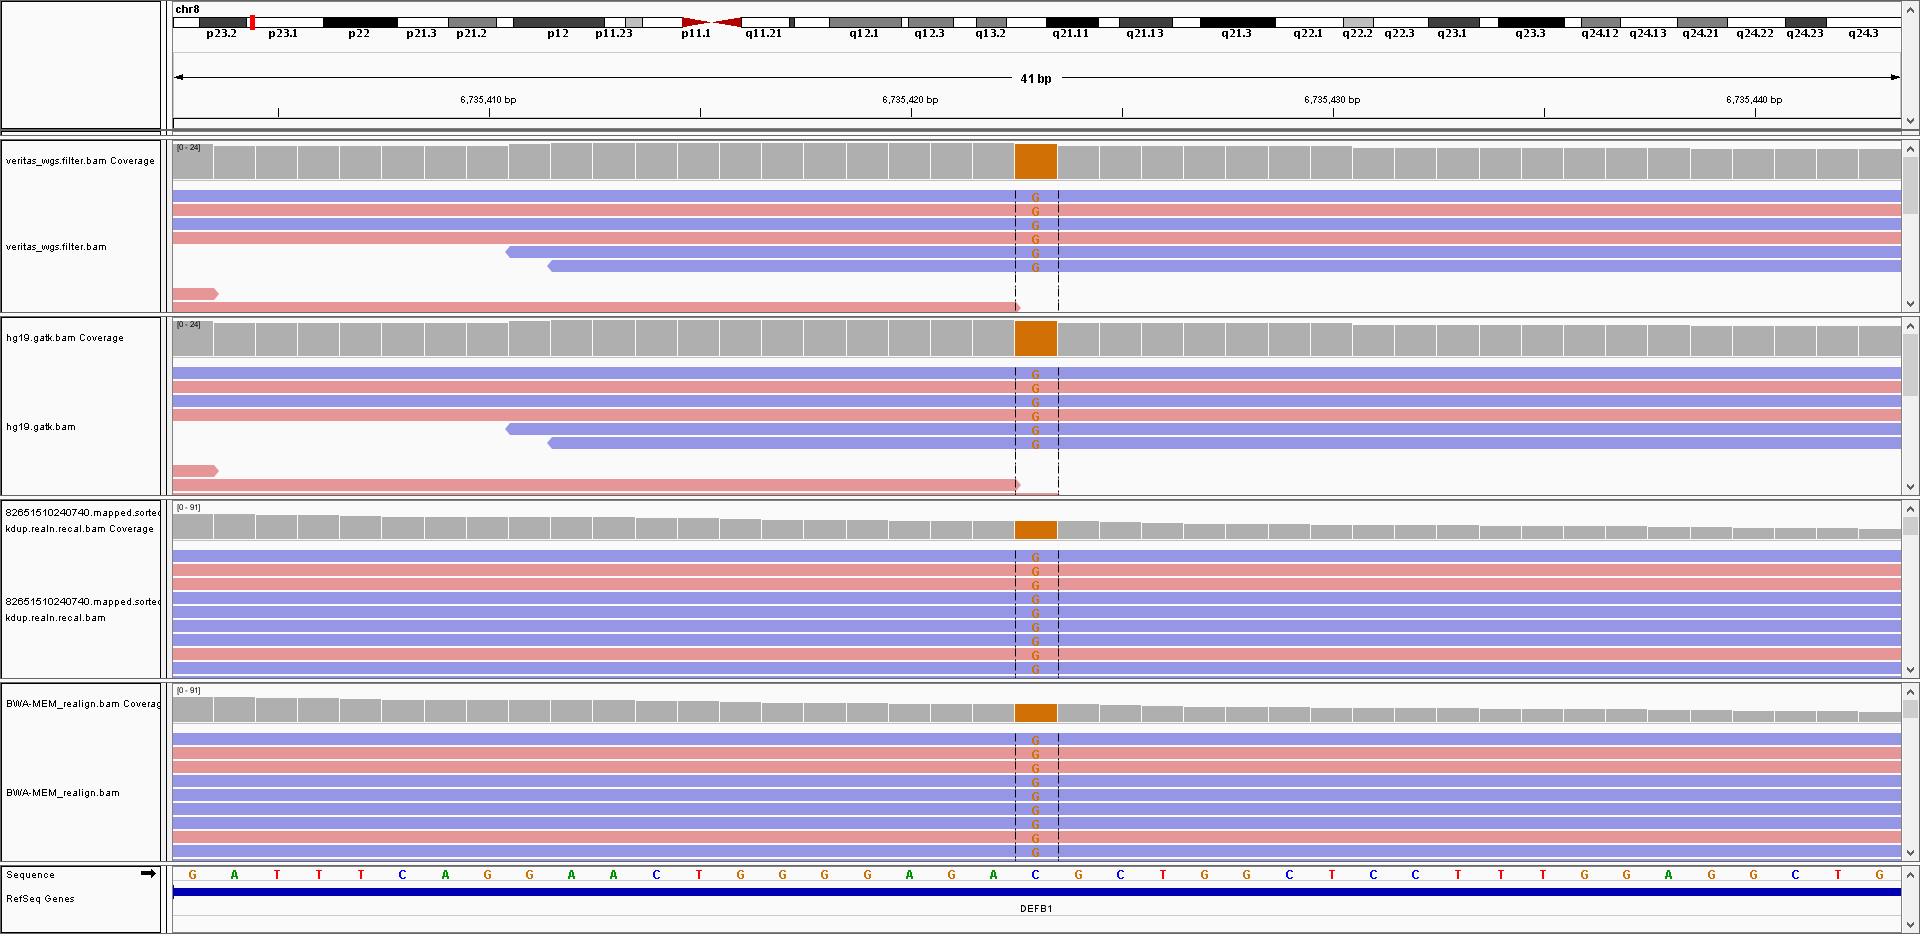 chr8
p23.2 p23.1 p22 p21.3 p21.2 p12 p11.23 p11.1 q11.21 q12.1 q12.3 q13.2 q21.11 q21.13 q21.3 q22.1 q22.2 q22.3 q23.1 q23.3 q24.12 q24.13 q24.21 q24.22 q24.23 q24.3
41 bp
6,735,410 bp 6,735,420 bp 6,735,430 bp 6,735,440 bp
[0 - 24]
veritas_wgs.filter.bam Coverage
G
G
G
G
veritas_wgs.filter.bam
G
G
[0 - 24]
hg19.gatk.bam Coverage
G
G
G
G
hg19.gatk.bam
G
G
[0 - 91]
82651510240740.mapped.sorted
kdup.realn.recal.bam Coverage
G
G
G
G
82651510240740.mapped.sorted
G
kdup.realn.recal.bam
G
G
G
G
[0 - 91]
BWA-MEM_realign.bam Coverag
G
G
G
G
BWA-MEM_realign.bam
G
G
G
G
G
Sequence G A T T T C A G G A A C T G G G G A G A C G C T G G C T C C T T T G G A G G C T G
RefSeq Genes
DEFB1